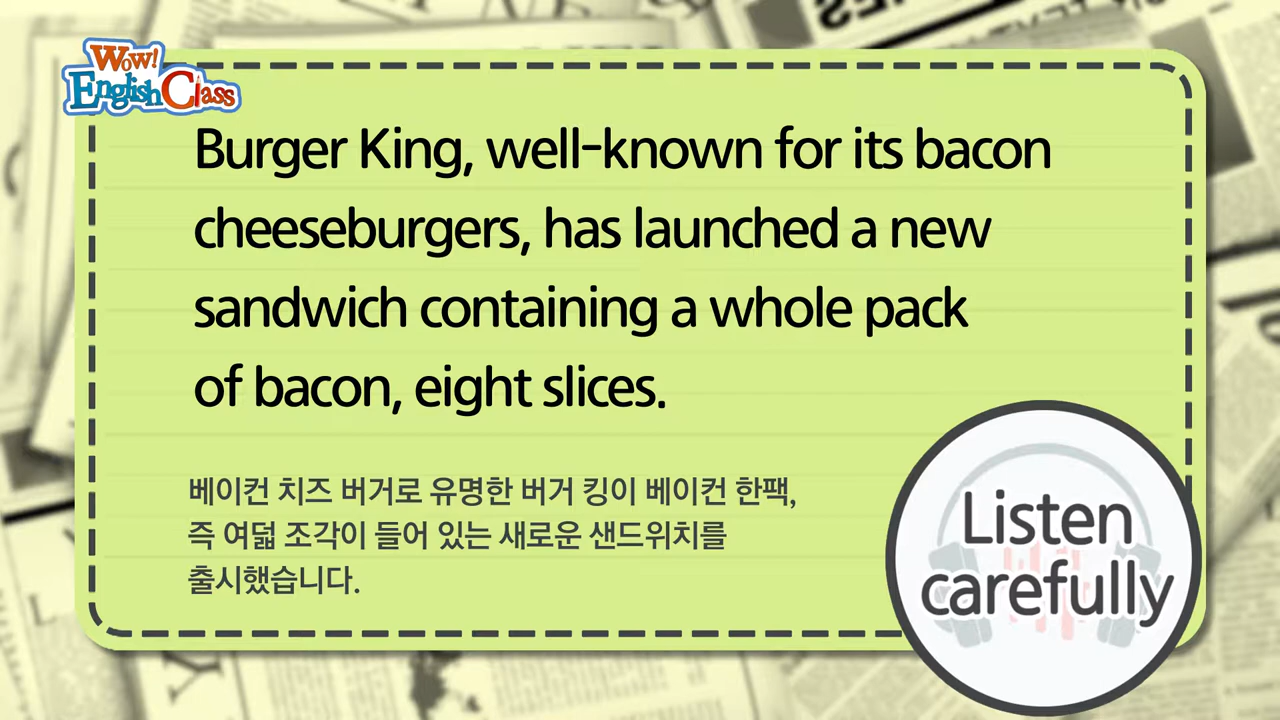 Wow!
English Class
Burger King, well-known for its bacon
cheeseburgers, has launched a new
sandwich containing a whole pack
of bacon, eight slices.
베이컨 치즈 버거로 유명한 버거 킹이 베이컨 한팩,
즉 여덟 조각이 들어 있는 새로운 샌드위치를
출시했습니다.
Listen
carefully